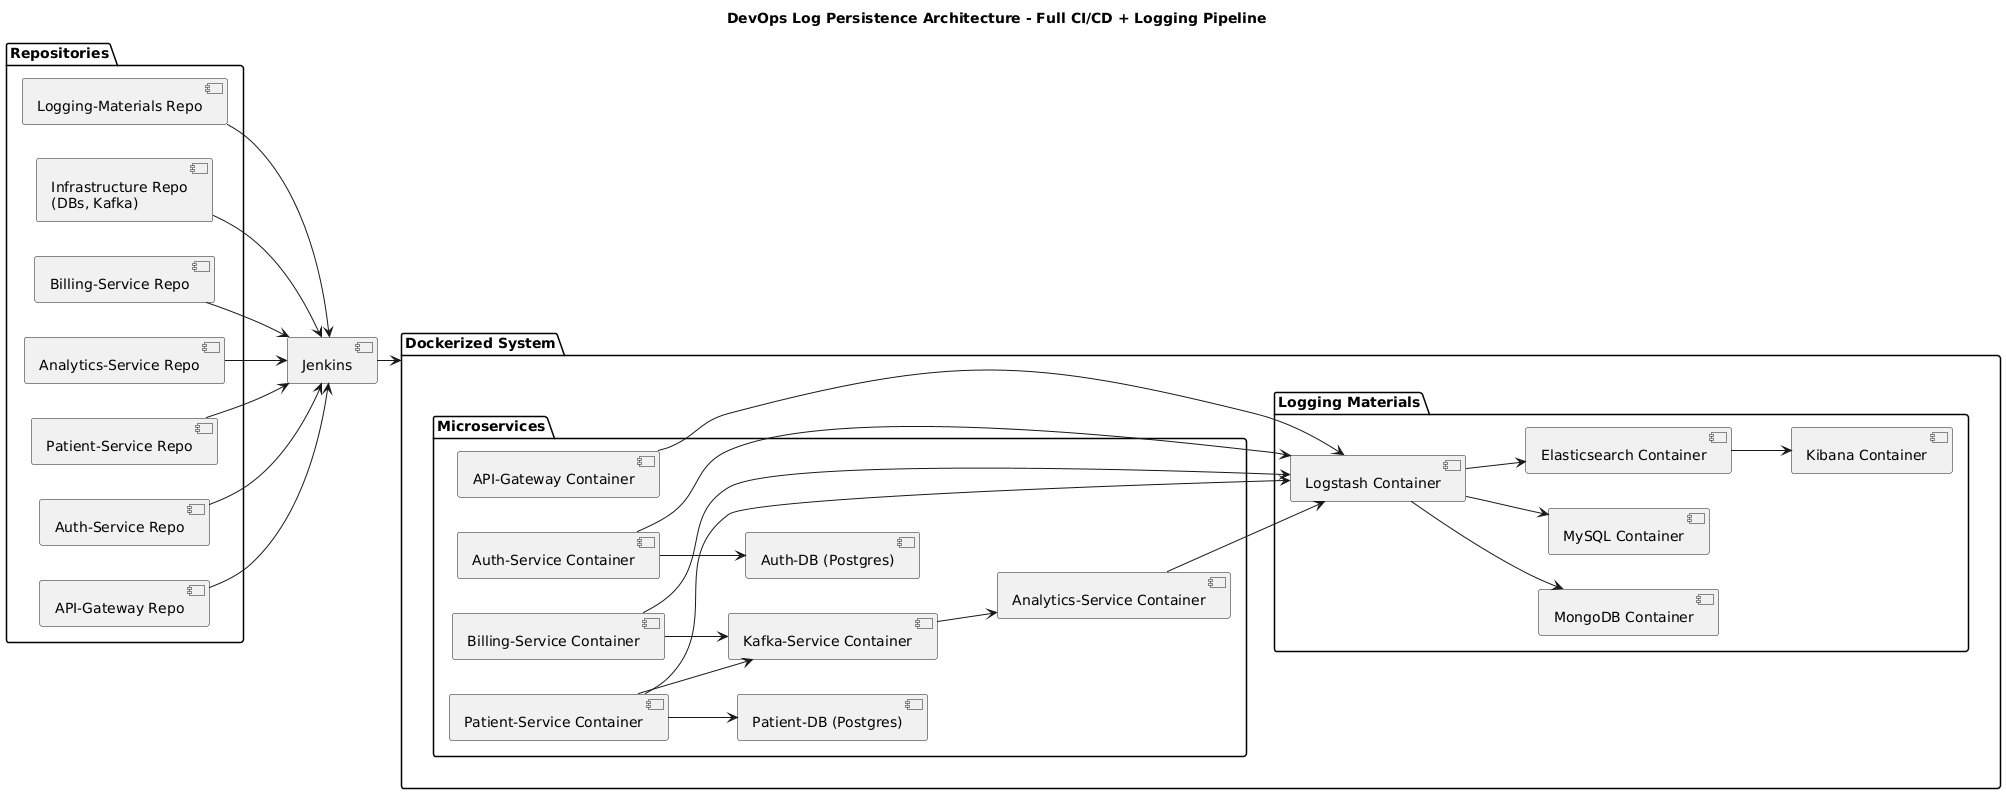 DevOps Log Persistence Architecture - Full CI/CD + Logging Pipeline
Repositories
Logging-Materials Repo
Infrastructure Repo
(DBs, Kafka)
Billing-Service Repo
Analytics-Service Repo
Patient-Service Repo
Auth-Service Repo
API-Gateway Repo
Jenkins
Dockerized System
Microservices
API-Gateway Container
Auth-Service Container
Auth-DB (Postgres)
Billing-Service Container
Kafka-Service Container
Analytics-Service Container
Patient-Service Container
Patient-DB (Postgres)
Logging Materials
Logstash Container
Elasticsearch Container
Kibana Container
MySQL Container
MongoDB Container